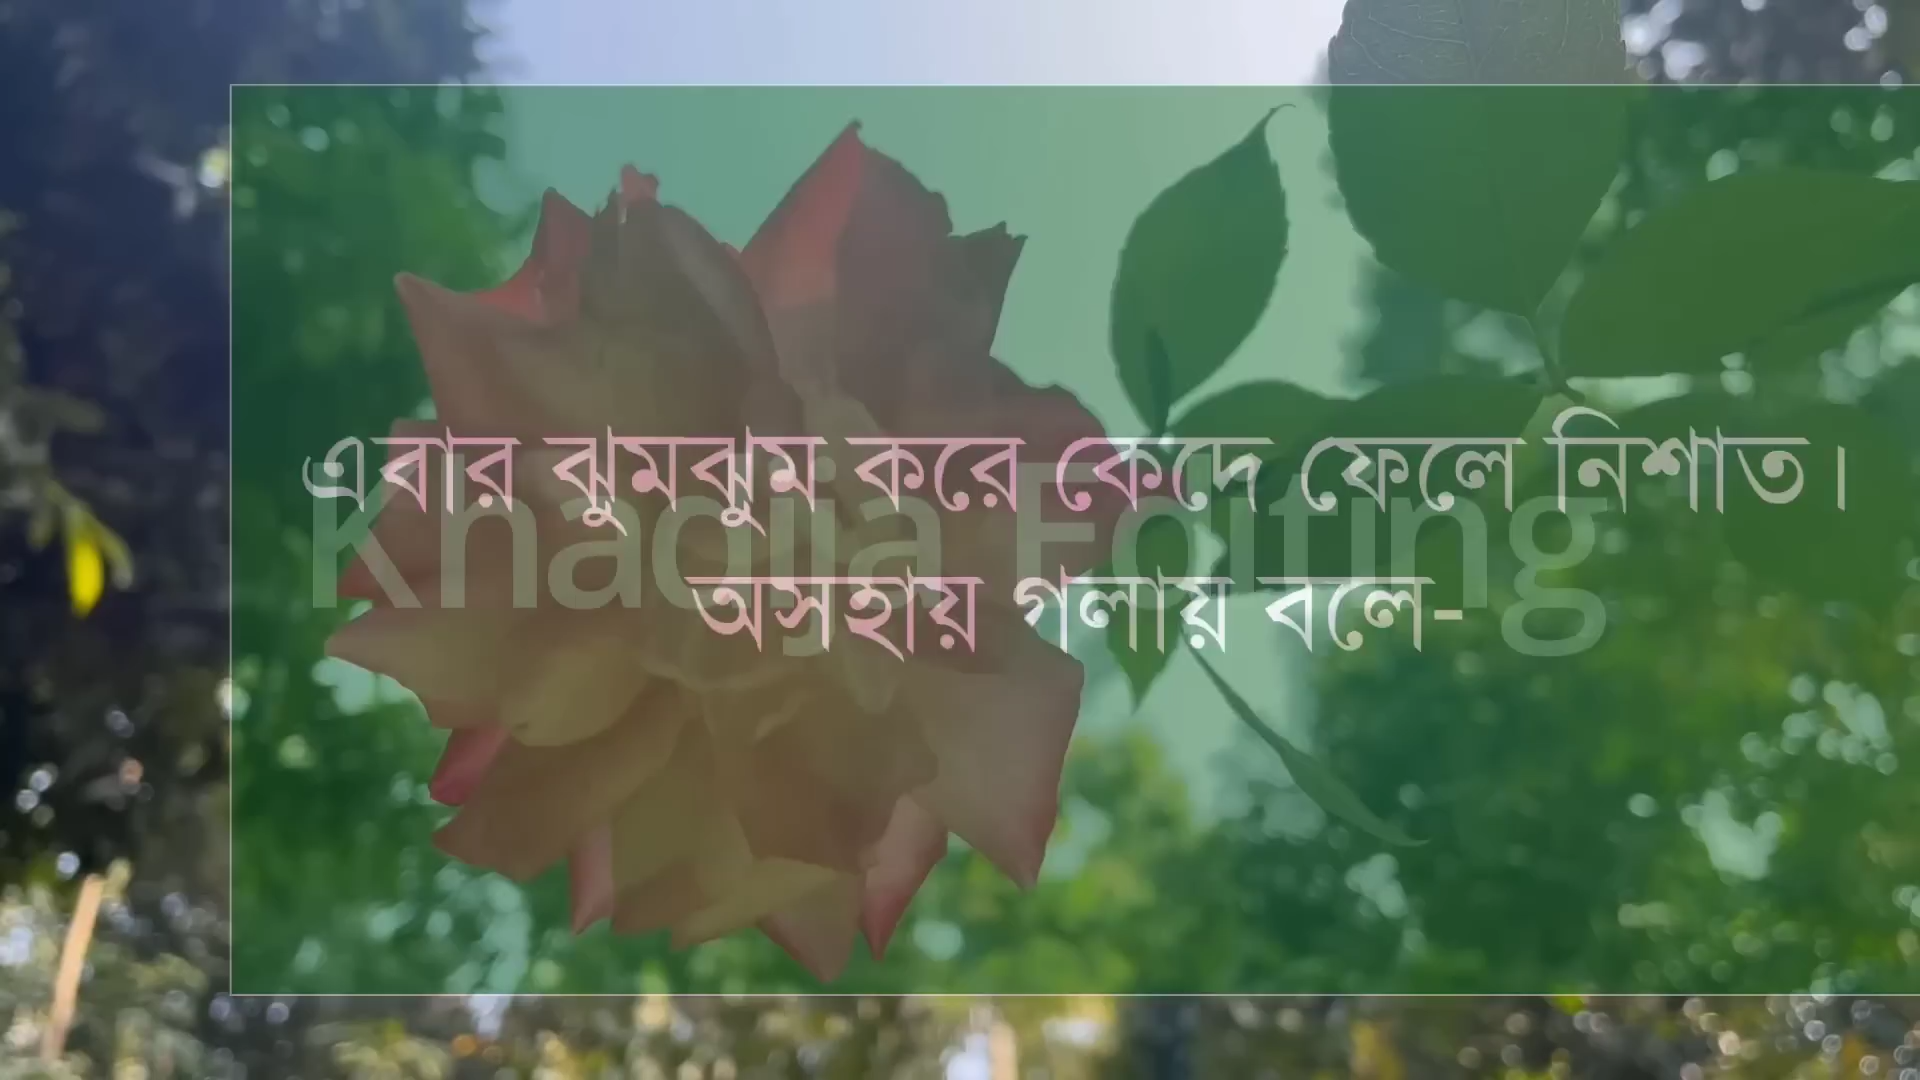 এবার ঝুমঝুম করে কেদে ফেলে নিশাত।
Khadija Editing
অসহায় গলায় বলে-